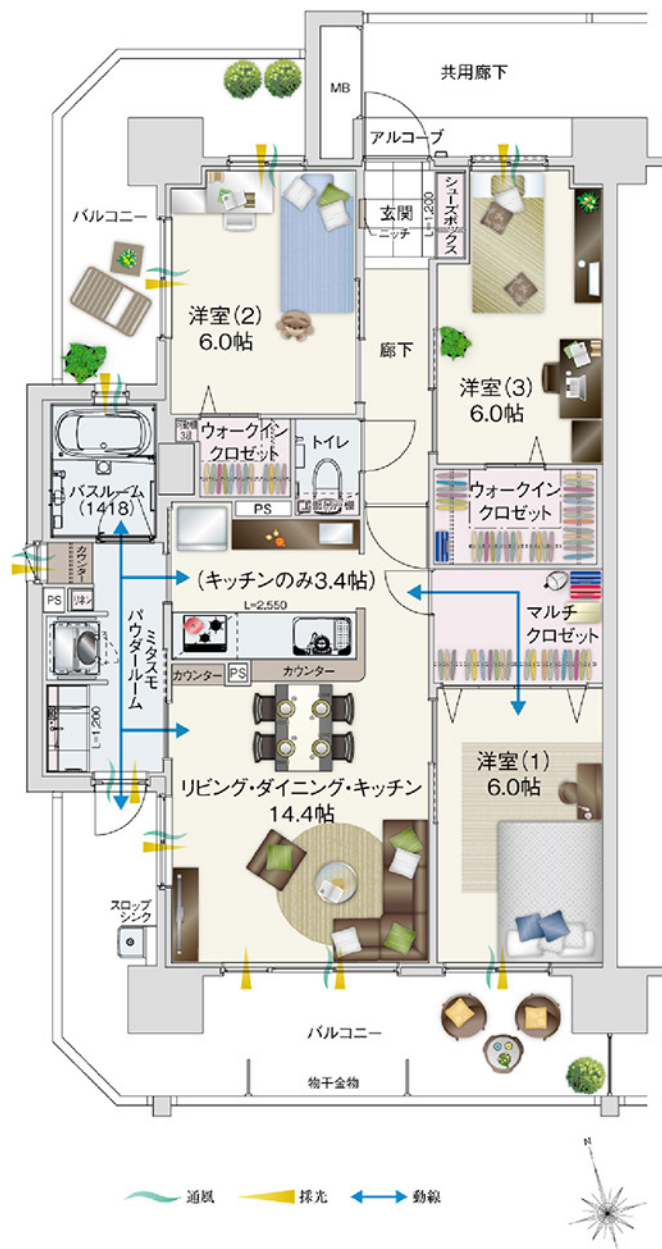 共用廊下
MB
アルコーブ
バルコニー
玄関
ニッチ
L=1,200
シューズボックス
洋室(2)
6.0帖
廊下
洋室(3)
6.0帖
可動棚
3段
ウォークイン
クロゼット
トイレ
バスルーム
(1418)
PS
ウォークイン
クロゼット
カウンター
(キッチンのみ3.4帖)
PS
リネン
L=2,550
マルチ
クロゼット
ミタスモ
パウダールーム
カウンター
PS
カウンター
L=1,200
洋室(1)
6.0帖
リビング・ダイニング・キッチン
14.4帖
スロップ
シンク
バルコニー
物干金物
N
通風
採光
動線